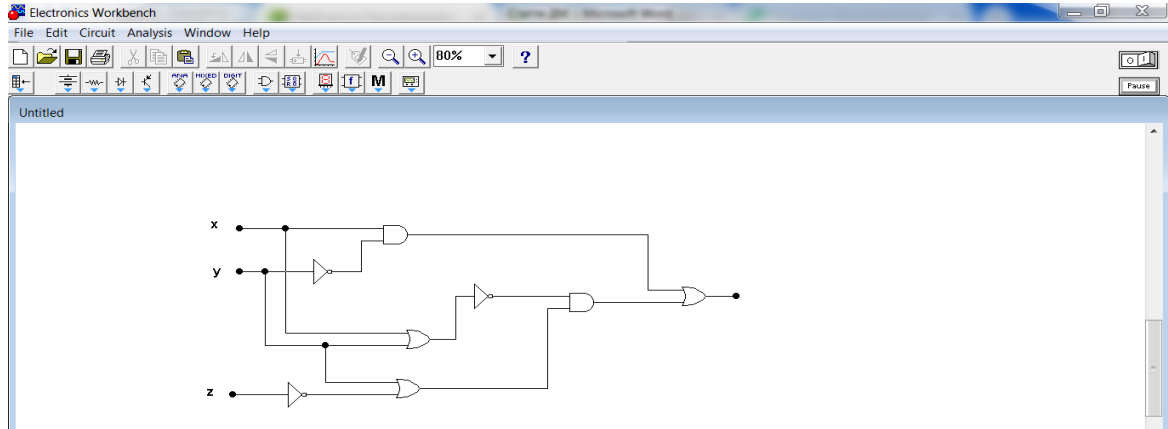 Electronics Workbench
File Edit Circuit Analysis Window Help
80%
?
ANA MIXED DIGIT
M
Pause
Untitled
x
y
z